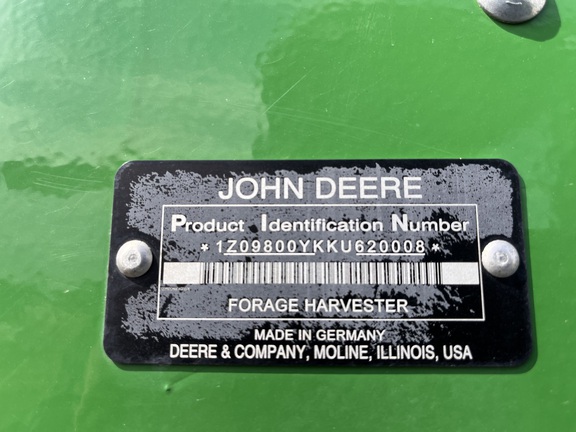 JOHN DEERE
Product Identification Number
*1Z09800YKKU620008*
FORAGE HARVESTER
MADE IN GERMANY
DEERE & COMPANY, MOLINE, ILLINOIS, USA